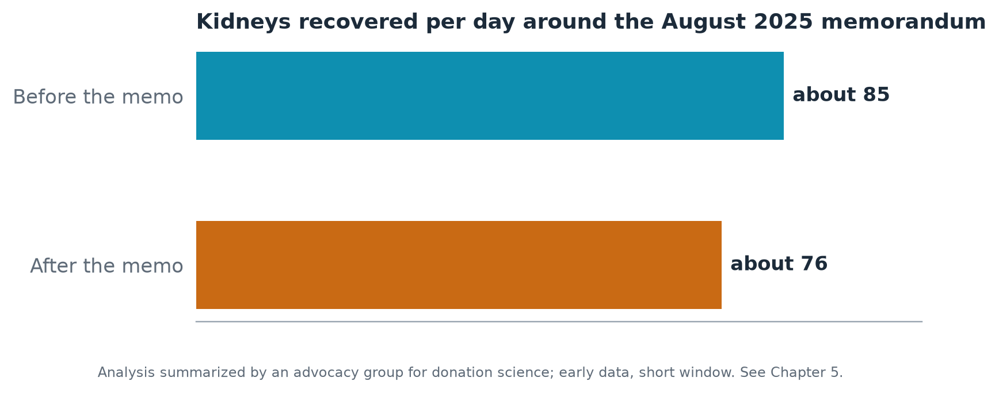 Kidneys recovered per day around the August 2025 memorandum
Before the memo
about 85
After the memo
about 76
Analysis summarized by an advocacy group for donation science; early data, short window. See Chapter 5.